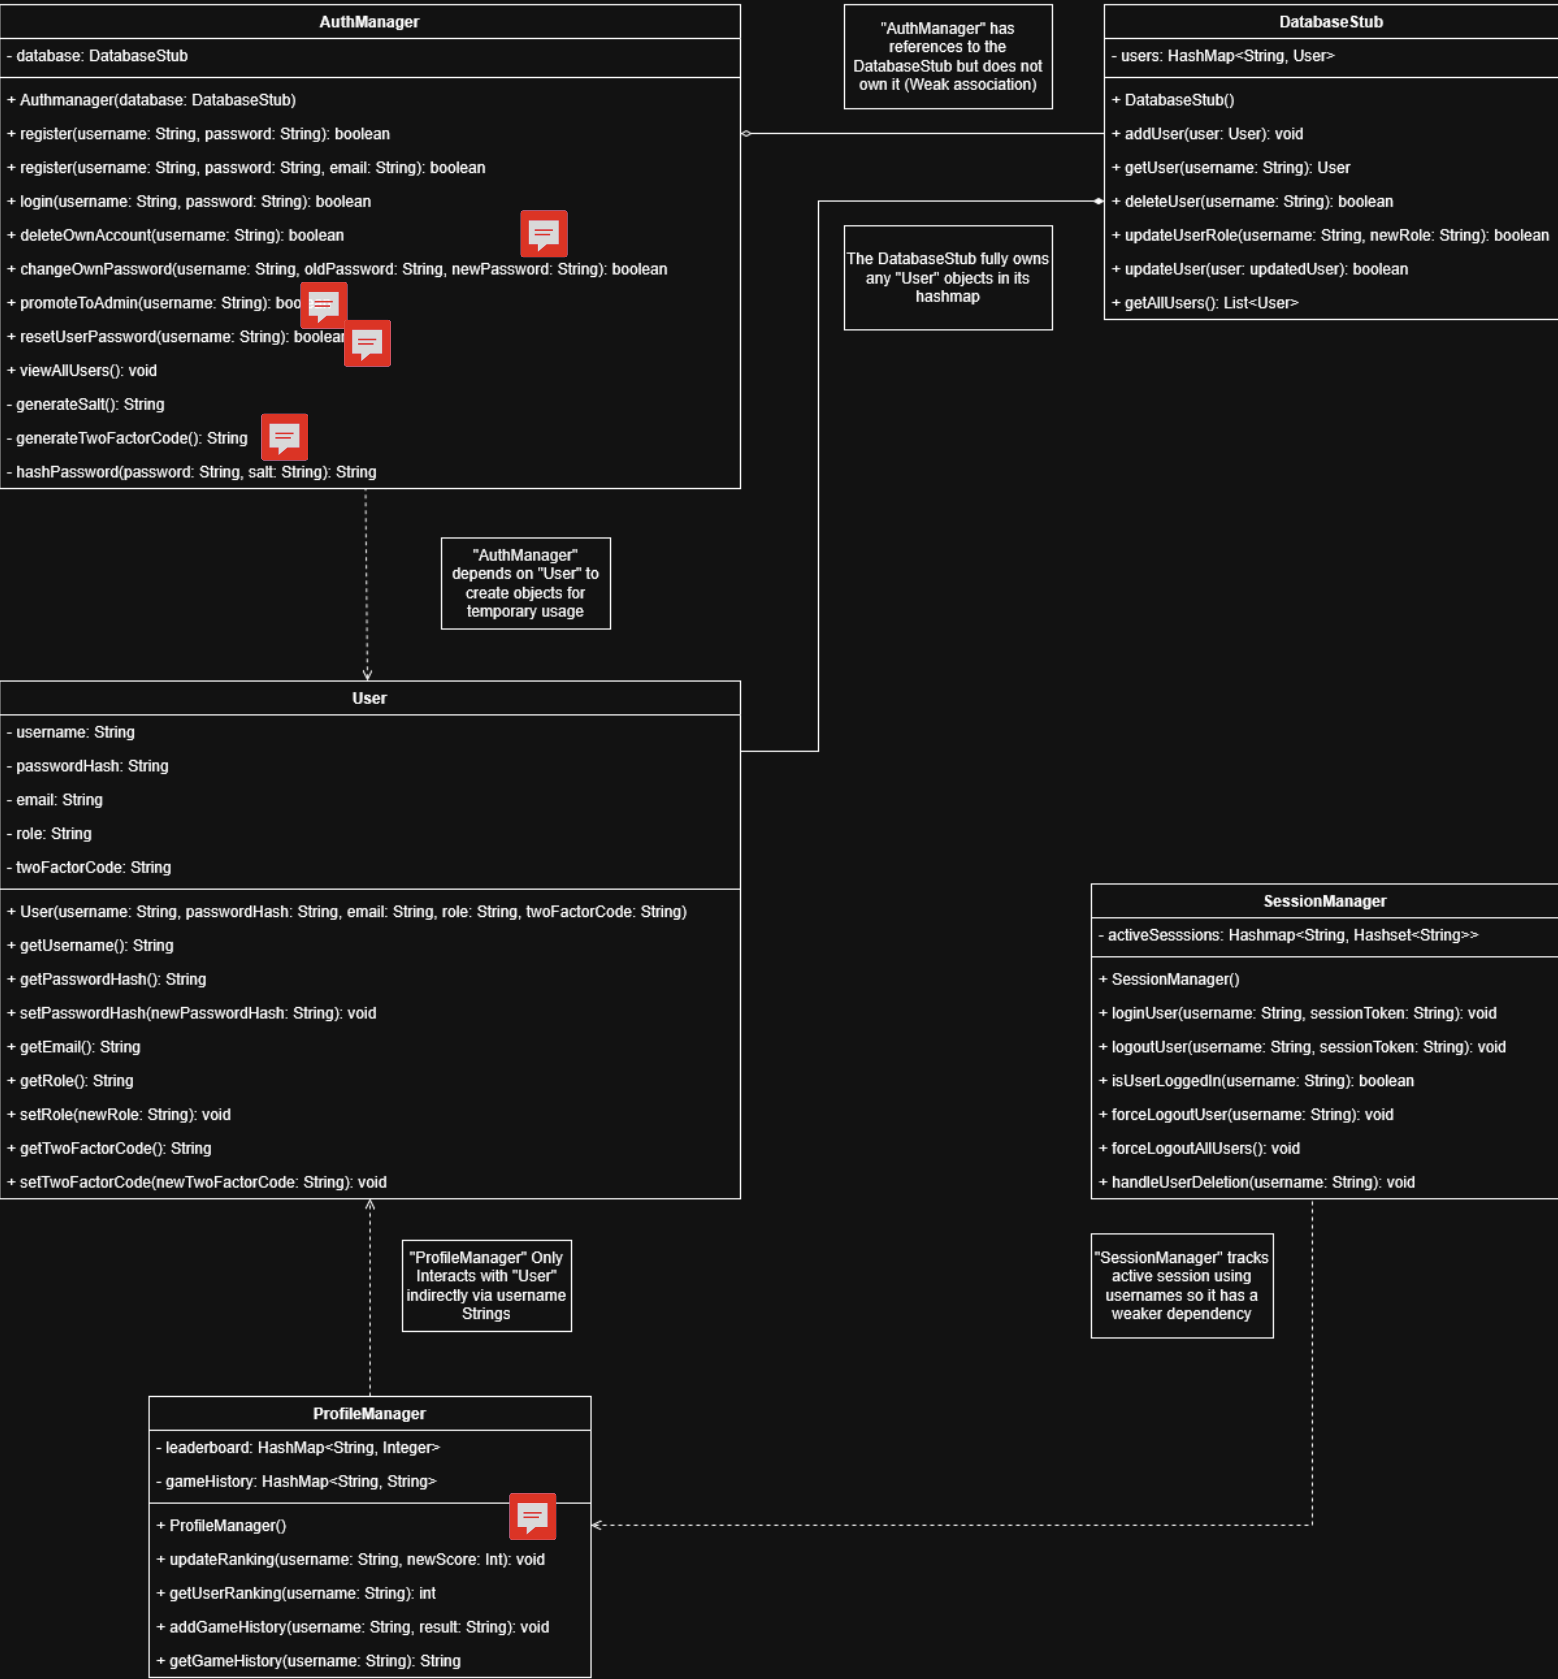 AuthManager
- database: DatabaseStub
+ Authmanager(database: DatabaseStub)
+ register(username: String, password: String): boolean
+ register(username: String, password: String, email: String): boolean
+ login(username: String, password: String): boolean
+ deleteOwnAccount(username: String): boolean
+ changeOwnPassword(username: String, oldPassword: String, newPassword: String): boolean
+ promoteToAdmin(username: String): boo
+ resetUserPassword(username: String): boolean
+ viewAllUsers(): void
- generateSalt(): String
- generateTwoFactorCode(): String
- hashPassword(password: String, salt: String): String
"AuthManager" has
references to the
DatabaseStub but does not
own it (Weak association)
DatabaseStub
- users: HashMap<String, User>
+ DatabaseStub()
+ addUser(user: User): void
+ getUser(username: String): User
+ deleteUser(username: String): boolean
+ updateUserRole(username: String, newRole: String): boolean
+ updateUser(user: updatedUser): boolean
+ getAllUsers(): List<User>
The DatabaseStub fully owns
any "User" objects in its
hashmap
"AuthManager"
depends on "User" to
create objects for
temporary usage
User
- username: String
- passwordHash: String
- email: String
- role: String
- twoFactorCode: String
+ User(username: String, passwordHash: String, email: String, role: String, twoFactorCode: String)
+ getUsername(): String
+ getPasswordHash(): String
+ setPasswordHash(newPasswordHash: String): void
+ getEmail(): String
+ getRole(): String
+ setRole(newRole: String): void
+ getTwoFactorCode(): String
+ setTwoFactorCode(newTwoFactorCode: String): void
SessionManager
- activeSesssions: Hashmap<String, Hashset<String>>
+ SessionManager()
+ loginUser(username: String, sessionToken: String): void
+ logoutUser(username: String, sessionToken: String): void
+ isUserLoggedIn(username: String): boolean
+ forceLogoutUser(username: String): void
+ forceLogoutAllUsers(): void
+ handleUserDeletion(username: String): void
"ProfileManager" Only
Interacts with "User"
indirectly via username
Strings
"SessionManager" tracks
active session using
usernames so it has a
weaker dependency
ProfileManager
- leaderboard: HashMap<String, Integer>
- gameHistory: HashMap<String, String>
+ ProfileManager()
+ updateRanking(username: String, newScore: Int): void
+ getUserRanking(username: String): int
+ addGameHistory(username: String, result: String): void
+ getGameHistory(username: String): String